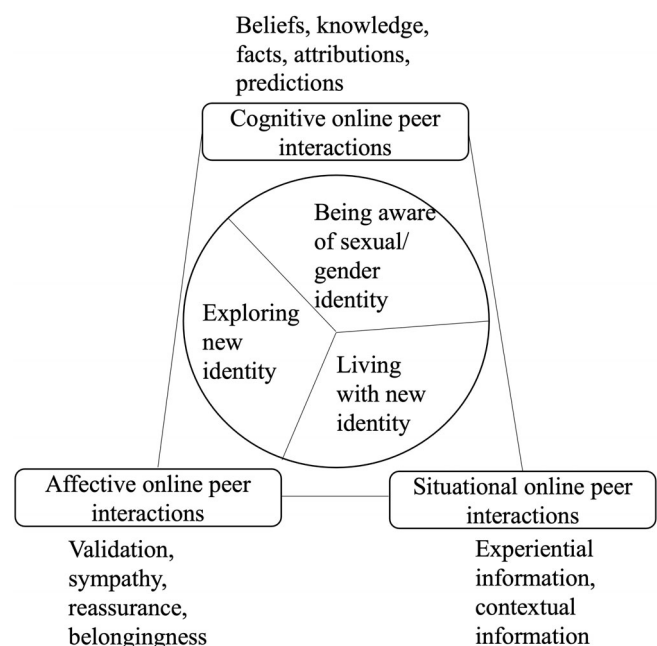 Beliefs, knowledge,
facts, attributions,
predictions
Cognitive online peer
interactions
Being aware
of sexual/
gender
identity
Exploring
new
identity
Living
with new
identity
Affective online peer
interactions
Situational online peer
interactions
Validation,
sympathy,
reassurance,
belongingness
Experiential
information,
contextual
information